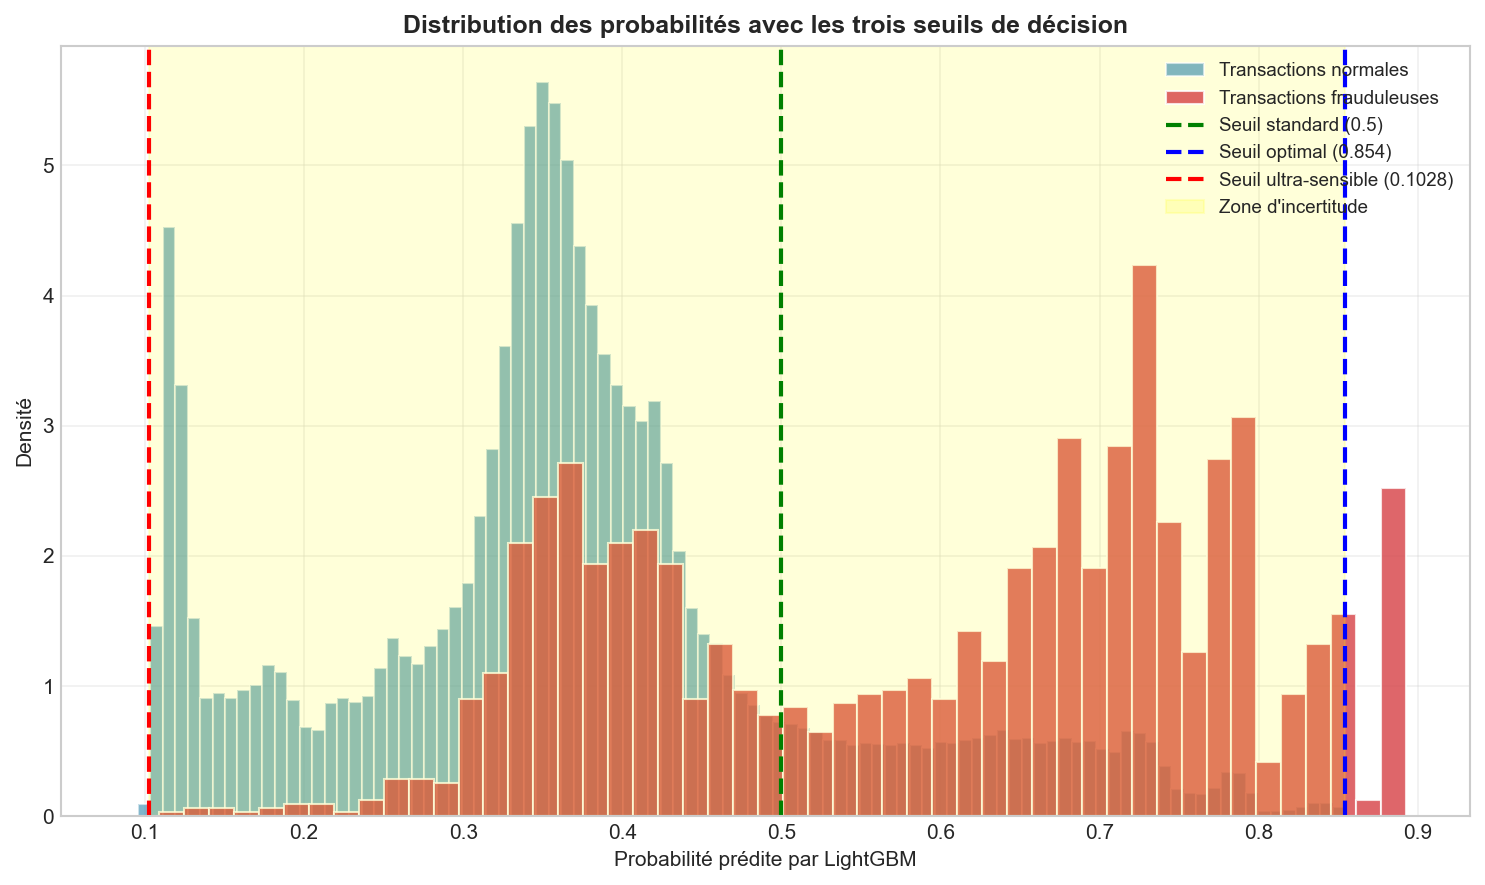 Distribution des probabilités avec les trois seuils de décision
Transactions normales
Transactions frauduleuses
Seuil standard (0.5)
Seuil optimal (0.854)
Seuil ultra-sensible (0.1028)
Zone d'incertitude
Densité
5
4
3
2
1
0
0.1 0.2 0.3 0.4 0.5 0.6 0.7 0.8 0.9
Probabilité prédite par LightGBM